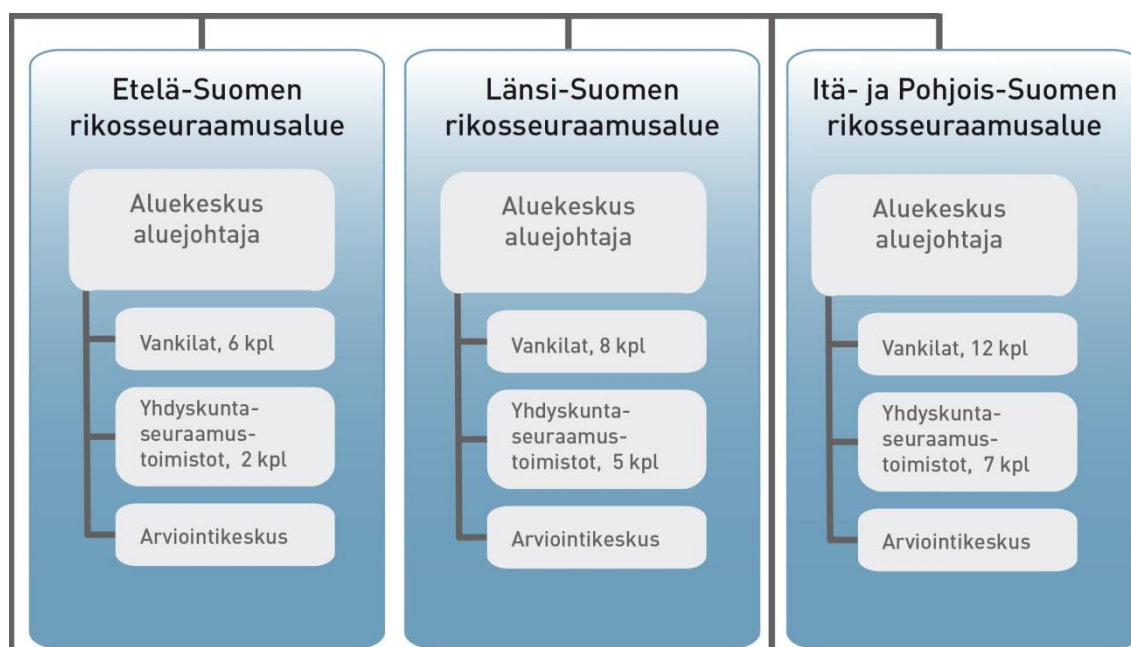 Etelä-Suomen
rikosseuraamusalue
Aluekeskus
aluejohtaja
Vankilat, 6 kpl
Yhdyskunta-
seuraamus-
toimistot, 2 kpl
Arviointikeskus
Länsi-Suomen
rikosseuraamusalue
Aluekeskus
aluejohtaja
Vankilat, 8 kpl
Yhdyskunta-
seuraamus-
toimistot, 5 kpl
Arviointikeskus
Itä- ja Pohjois-Suomen
rikosseuraamusalue
Aluekeskus
aluejohtaja
Vankilat, 12 kpl
Yhdyskunta-
seuraamus-
toimistot, 7 kpl
Arviointikeskus